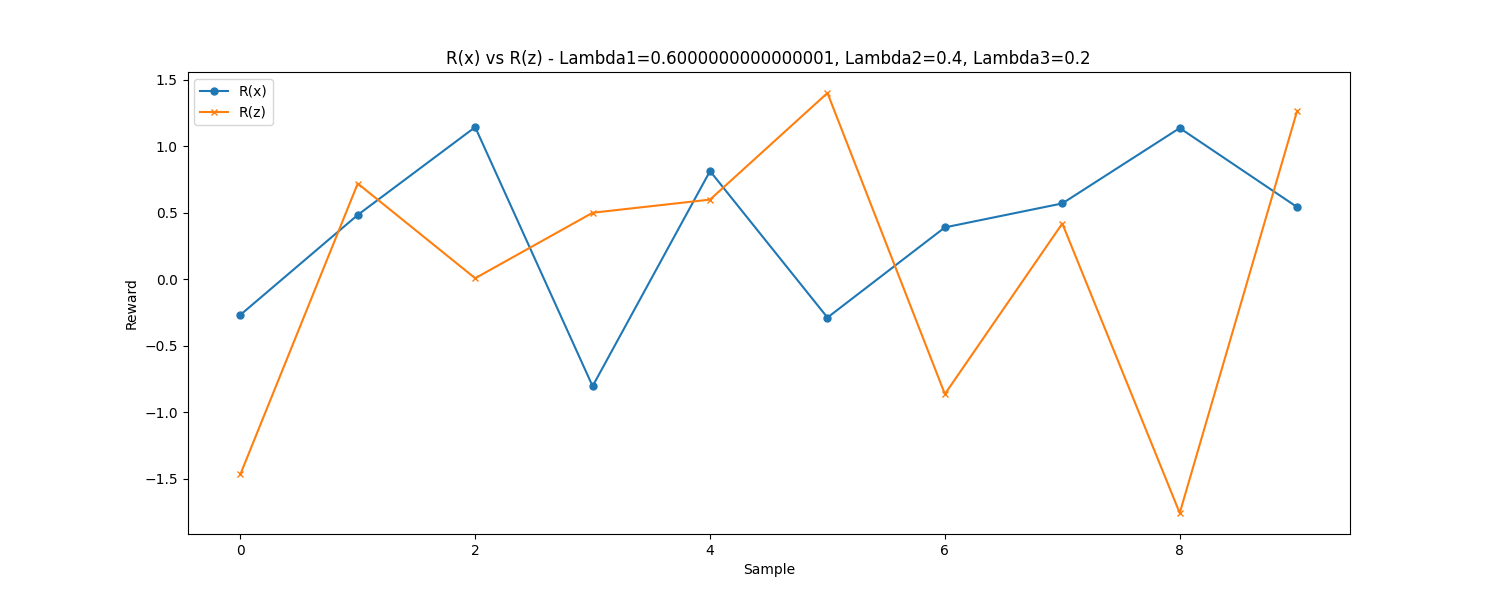 R(x) vs R(z) - Lambda1=0.6000000000000001, Lambda2=0.4, Lambda3=0.2
R(x)
R(z)
1.5
1.0
0.5
0.0
−0.5
−1.0
−1.5
Reward
0 2 4 6 8
Sample